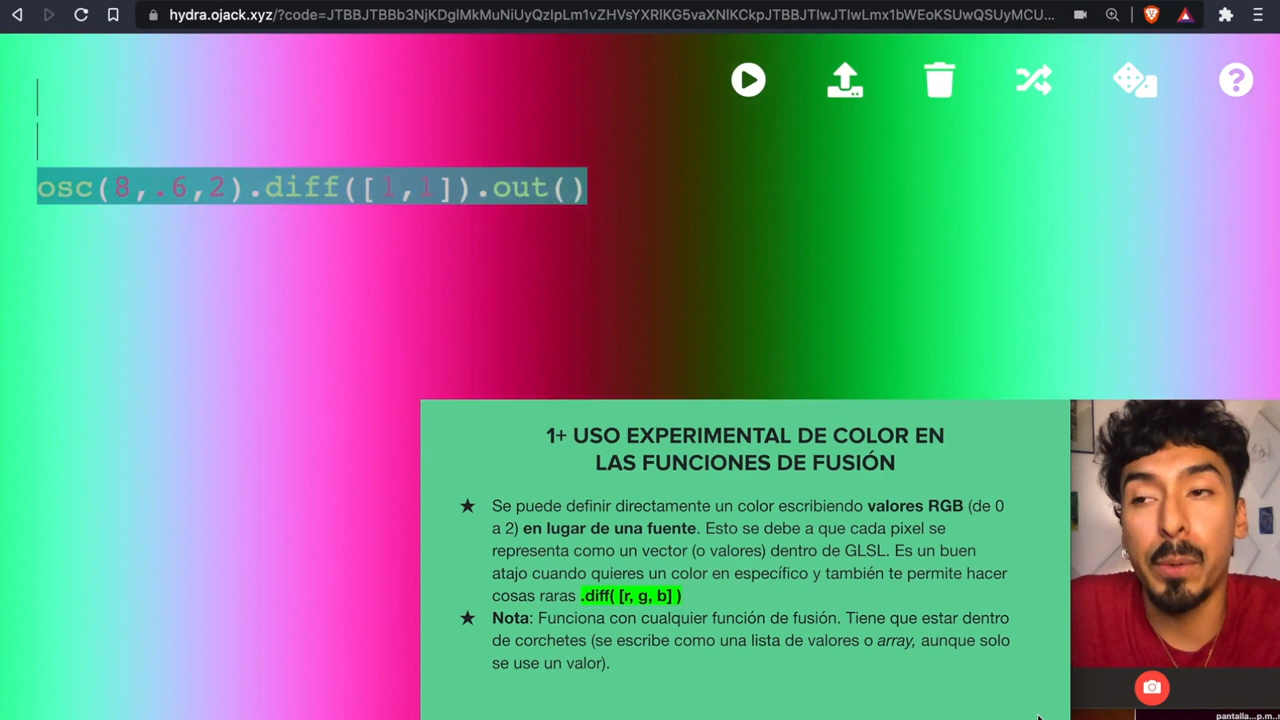 hydra.ojack.xyz/?code=JTBBJTBBb3NjKDglMkMuNiUyQzIpLm1vZHVsYXRlKG5vaXNlKCkpJTBBJTIwJTIwLmx1bWEoKSUwQSUyMCU...
osc(8,.6,2).diff([1,1]).out()
1+ USO EXPERIMENTAL DE COLOR EN
LAS FUNCIONES DE FUSIÓN
★ Se puede definir directamente un color escribiendo valores RGB (de 0
a 2) en lugar de una fuente. Esto se debe a que cada pixel se
representa como un vector (o valores) dentro de GLSL. Es un buen
atajo cuando quieres un color en específico y también te permite hacer
cosas raras .diff( [r, g, b] )
★ Nota: Funciona con cualquier función de fusión. Tiene que estar dentro
de corchetes (se escribe como una lista de valores o array, aunque solo
se use un valor).
pantalla...p.m..